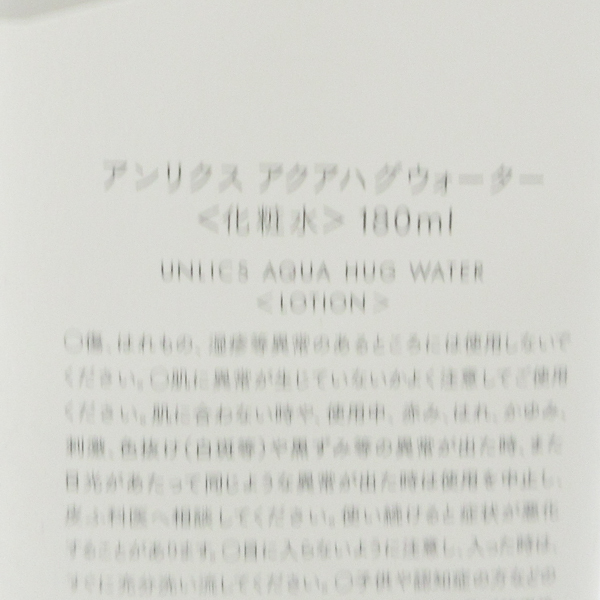 アンリクス アクアハグウォーター
<化粧水> 180ml
UNLICS AQUA HUG WATER
<LOTION>
○傷、はれもの、湿疹等異常のあるところには使用しないで
ください。○肌に異常が生じていないかよく注意してご使用
ください。肌に合わない時や、使用中、赤み、はれ、かゆみ、
刺激、色抜け(白斑等)や黒ずみ等の異常が出た時、また
日光があたって同じような異常が出た時は使用を中止し、
皮ふ科医へ相談してください。使い続けると症状が悪化
することがあります。○目に入らないように注意し、入った時は、
すぐに充分洗い流してください。○子供や認知症の方などの